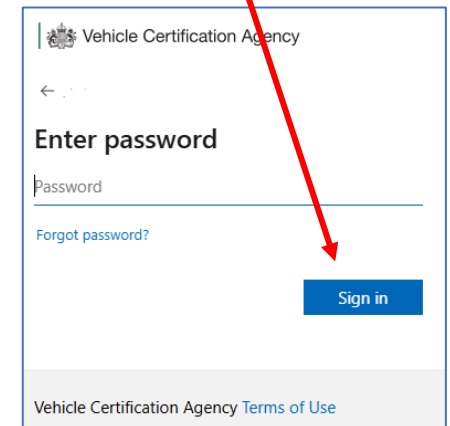 Vehicle Certification Agency
Enter password
Password
Forgot password?
Sign in
Vehicle Certification Agency Terms of Use